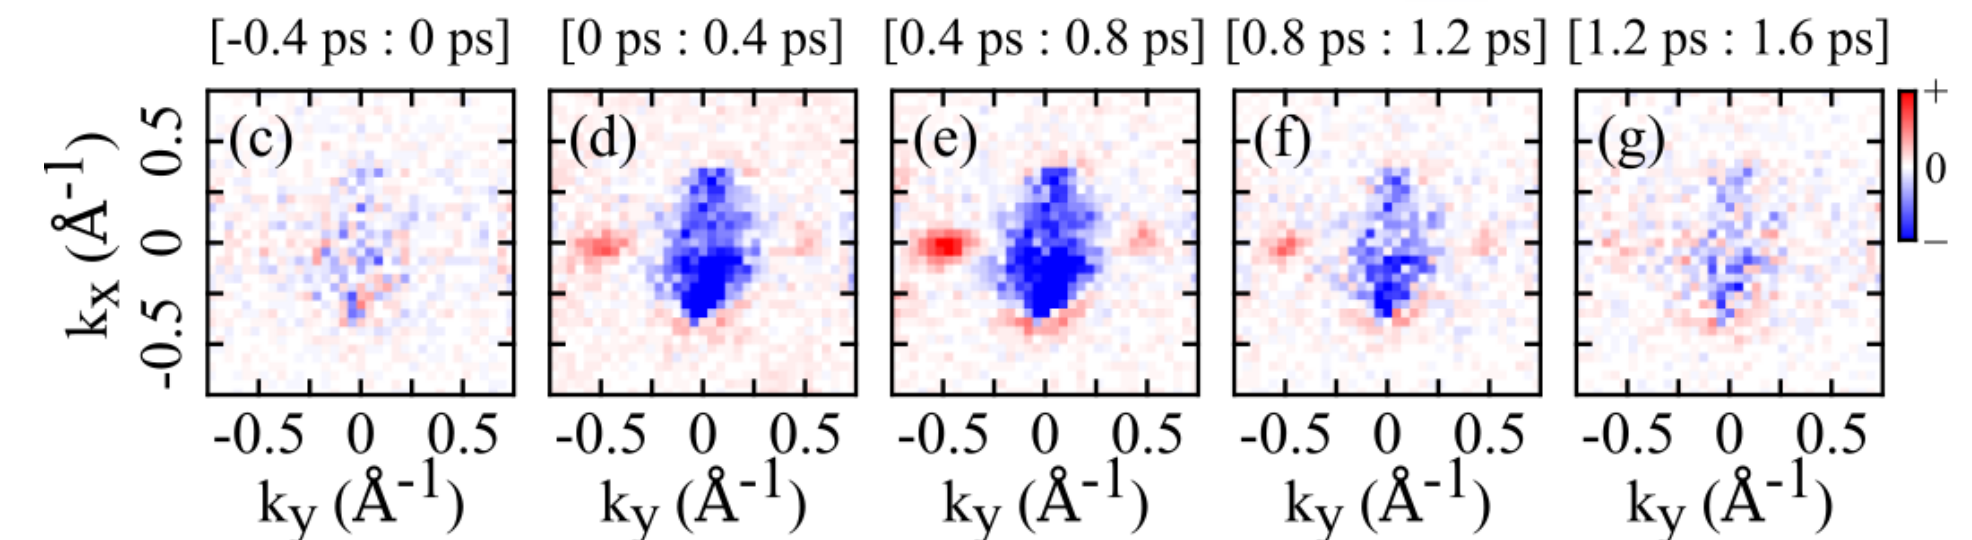 [-0.4 ps : 0 ps] [0 ps : 0.4 ps] [0.4 ps : 0.8 ps] [0.8 ps : 1.2 ps] [1.2 ps : 1.6 ps]
(c) (d) (e) (f) (g)
kx (Å-1)
0.5
0
-0.5
+
0
−
-0.5 0 0.5 -0.5 0 0.5 -0.5 0 0.5 -0.5 0 0.5 -0.5 0 0.5
ky (Å-1) ky (Å-1) ky (Å-1) ky (Å-1) ky (Å-1)